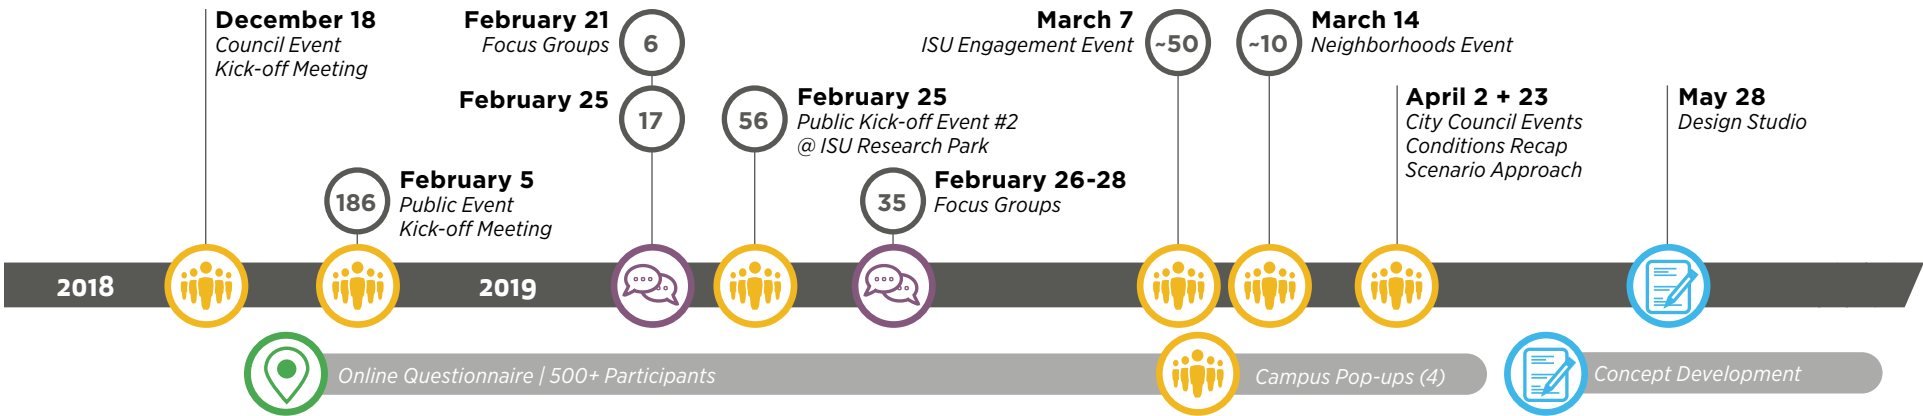 December 18
Council Event
Kick-off Meeting
186
February 5
Public Event
Kick-off Meeting
February 21
Focus Groups
6
February 25
17
56
February 25
Public Kick-off Event #2
@ ISU Research Park
35
February 26-28
Focus Groups
March 7
ISU Engagement Event
~50
~10
March 14
Neighborhoods Event
April 2 + 23
City Council Events
Conditions Recap
Scenario Approach
May 28
Design Studio
2018
2019
Online Questionnaire | 500+ Participants
Campus Pop-ups (4)
Concept Development